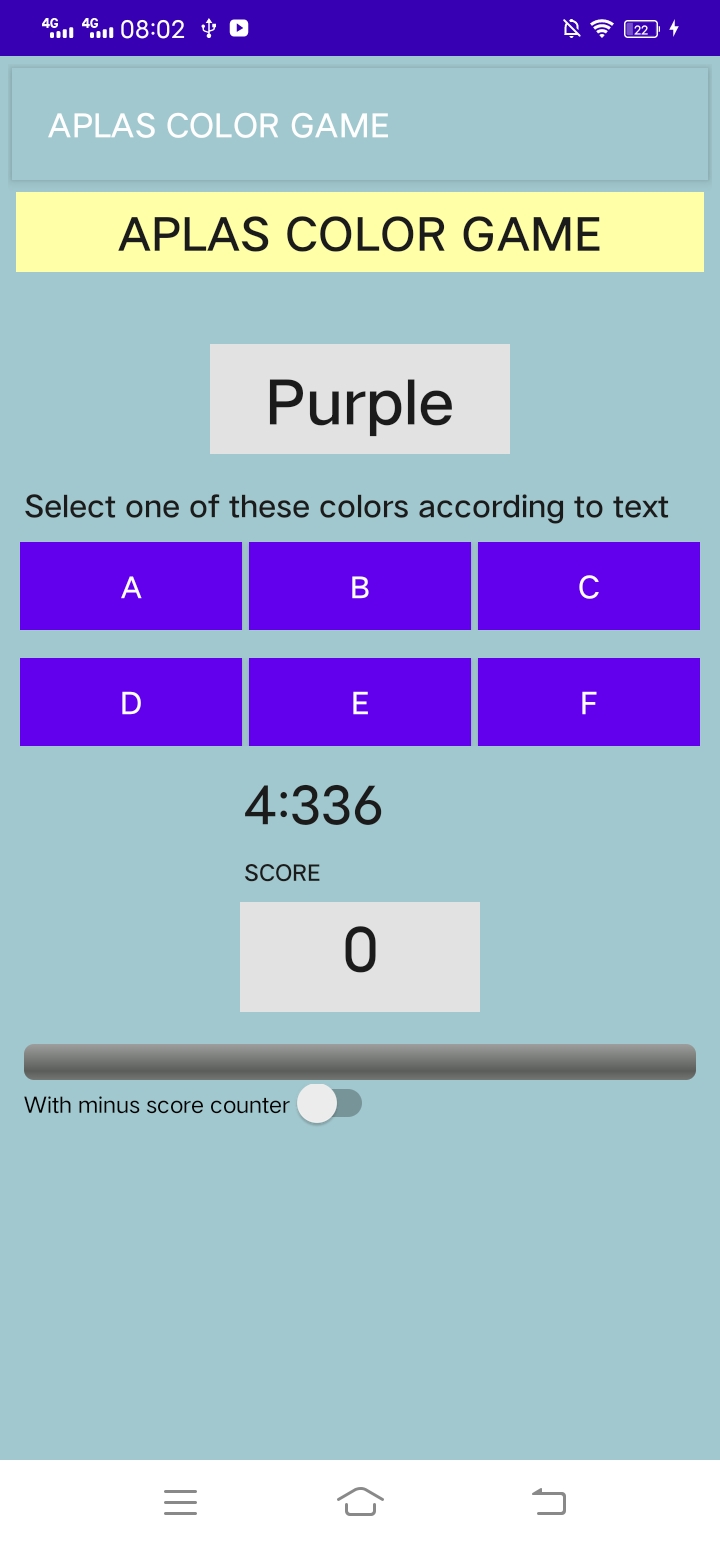 4G 4G 08:02 22
APLAS COLOR GAME
APLAS COLOR GAME
Purple
Select one of these colors according to text
A B C
D E F
4:336
SCORE
0
With minus score counter